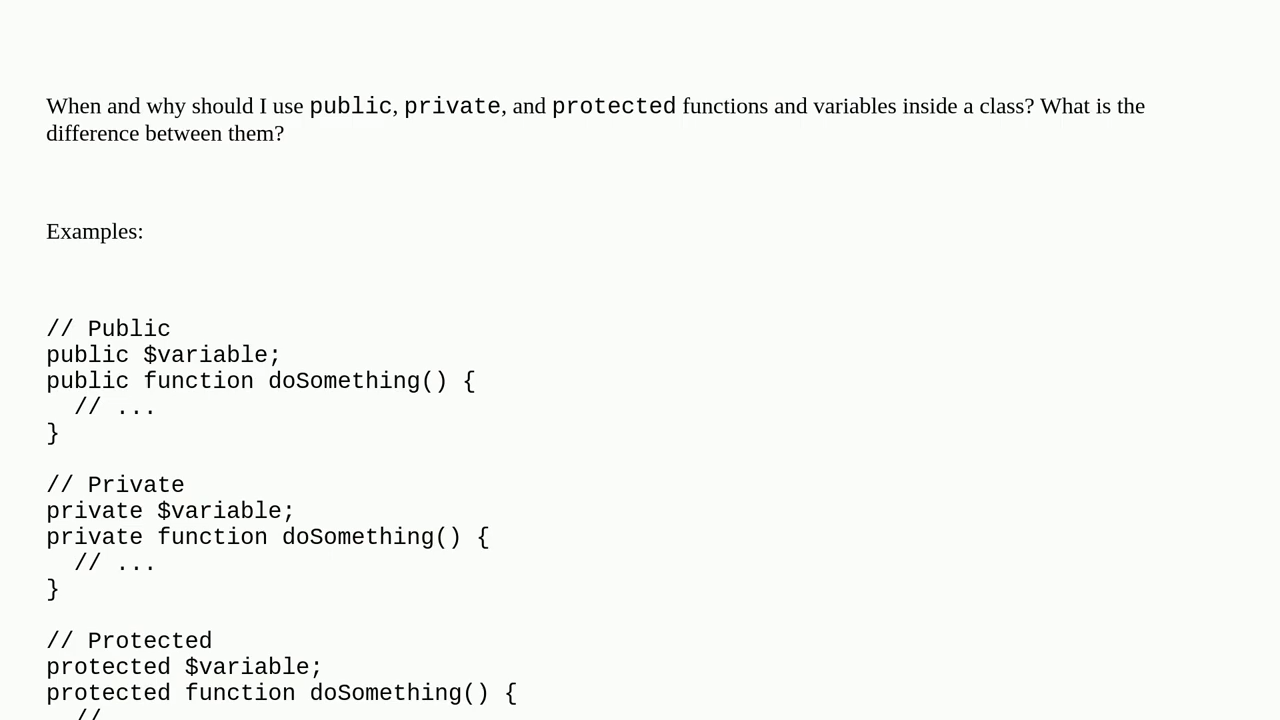 When and why should I use public, private, and protected functions and variables inside a class? What is the
difference between them?
Examples:
// Public
public $variable;
public function doSomething() {
  // ...
}
// Private
private $variable;
private function doSomething() {
  // ...
}
// Protected
protected $variable;
protected function doSomething() {
  //